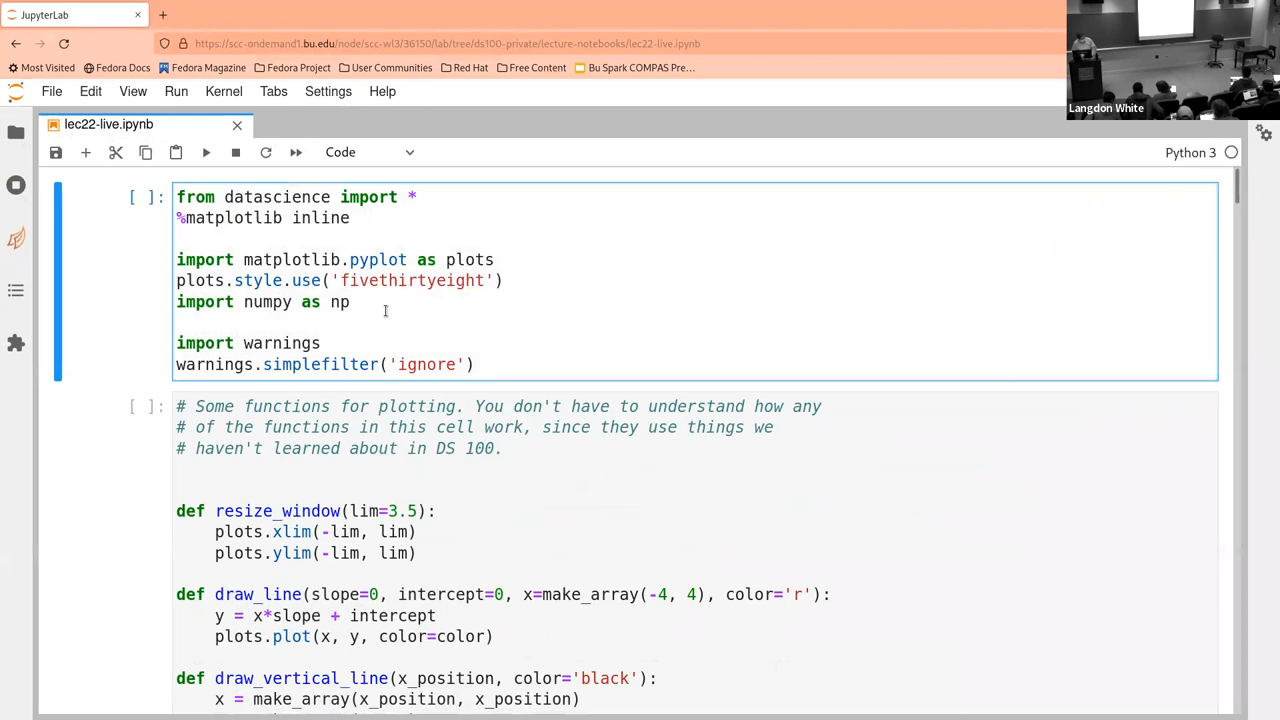 JupyterLab
https://scc-ondemand1.bu.edu/node/scc-wl3/36150/lab/tree/ds100-private/lecture-notebooks/lec22-live.ipynb
Most Visited Fedora Docs Fedora Magazine Fedora Project User Communities Red Hat Free Content Bu Spark COMPAS Pre…
Langdon White
File Edit View Run Kernel Tabs Settings Help
lec22-live.ipynb
Code Python 3
[ ]: from datascience import *
%matplotlib inline
import matplotlib.pyplot as plots
plots.style.use('fivethirtyeight')
import numpy as np
import warnings
warnings.simplefilter('ignore')
[ ]: # Some functions for plotting. You don't have to understand how any
# of the functions in this cell work, since they use things we
# haven't learned about in DS 100.
def resize_window(lim=3.5):
    plots.xlim(-lim, lim)
    plots.ylim(-lim, lim)
def draw_line(slope=0, intercept=0, x=make_array(-4, 4), color='r'):
    y = x*slope + intercept
    plots.plot(x, y, color=color)
def draw_vertical_line(x_position, color='black'):
    x = make_array(x_position, x_position)